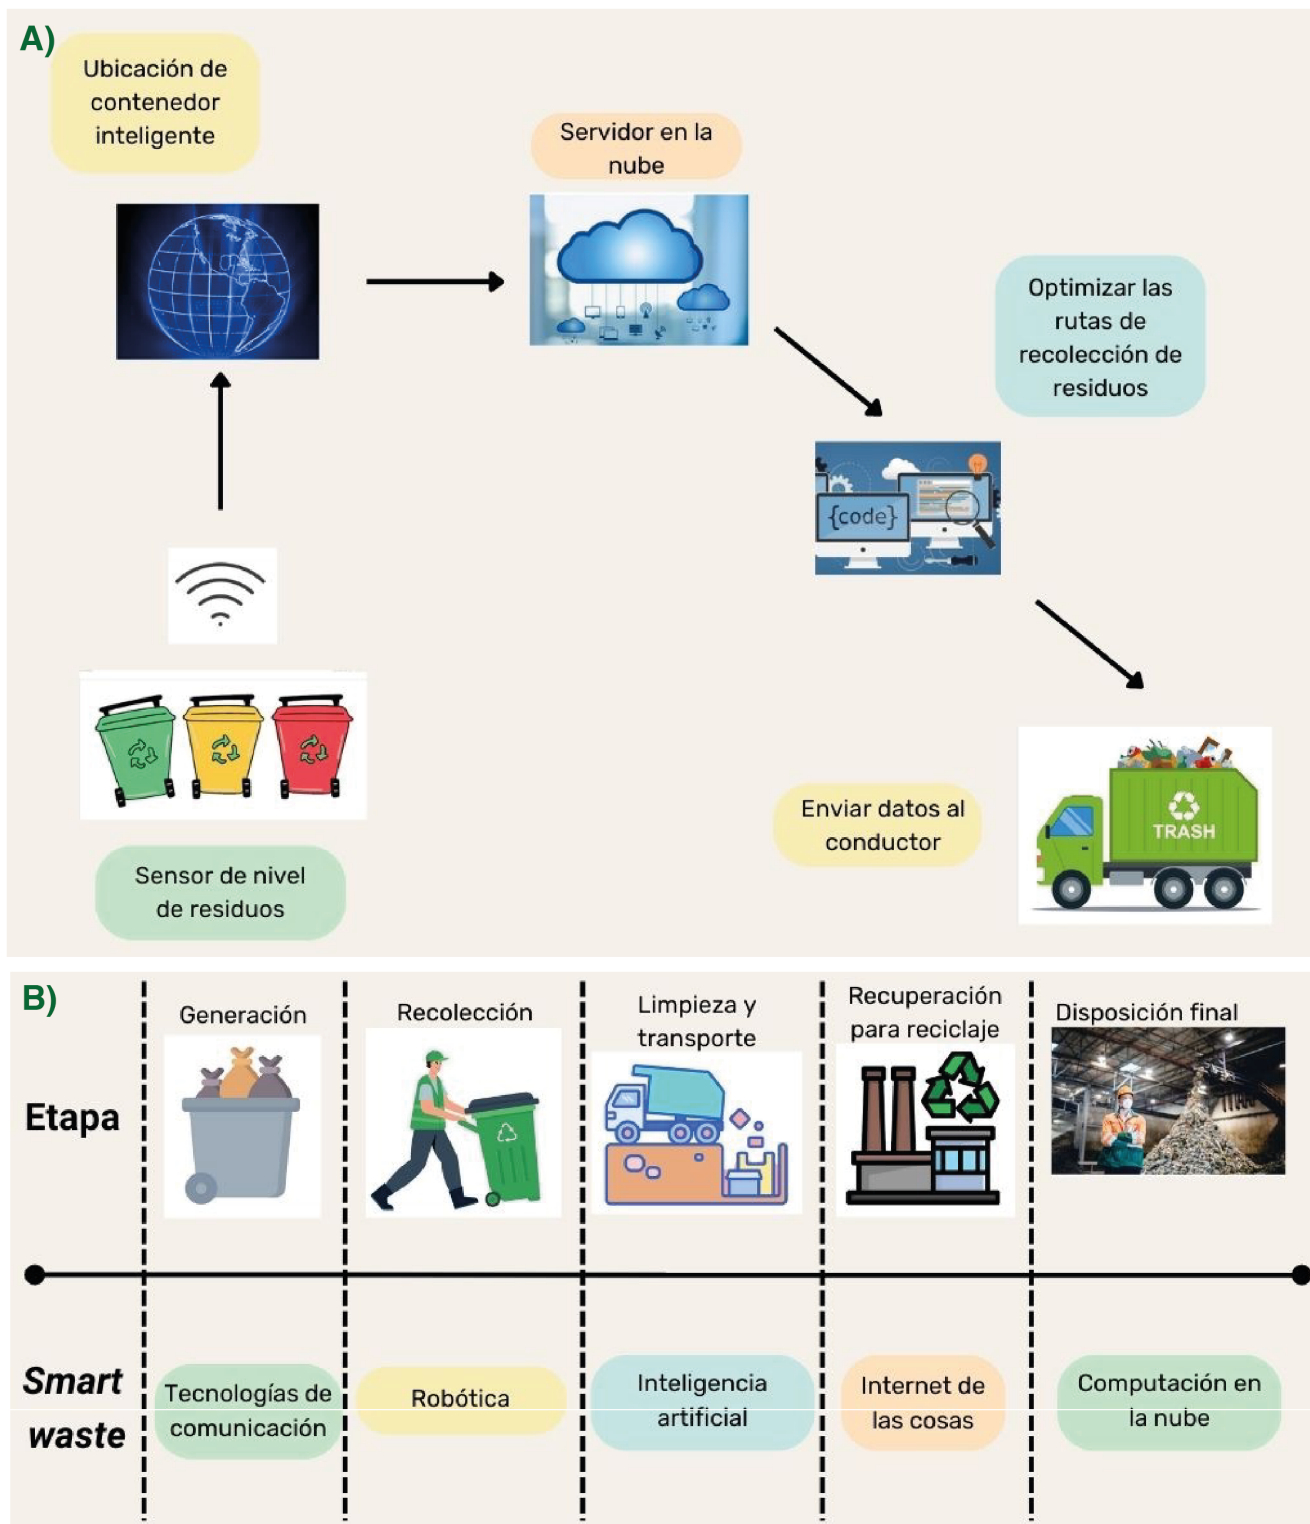 A)
Ubicación de
contenedor
inteligente
Servidor en la
nube
Optimizar las
rutas de
recolección de
residuos
{code}
Enviar datos al
conductor
TRASH
Sensor de nivel
de residuos
B)
Etapa
Generación
Recolección
Limpieza y
transporte
Recuperación
para reciclaje
Disposición final
Smart
waste
Tecnologías de
comunicación
Robótica
Inteligencia
artificial
Internet de
las cosas
Computación en
la nube